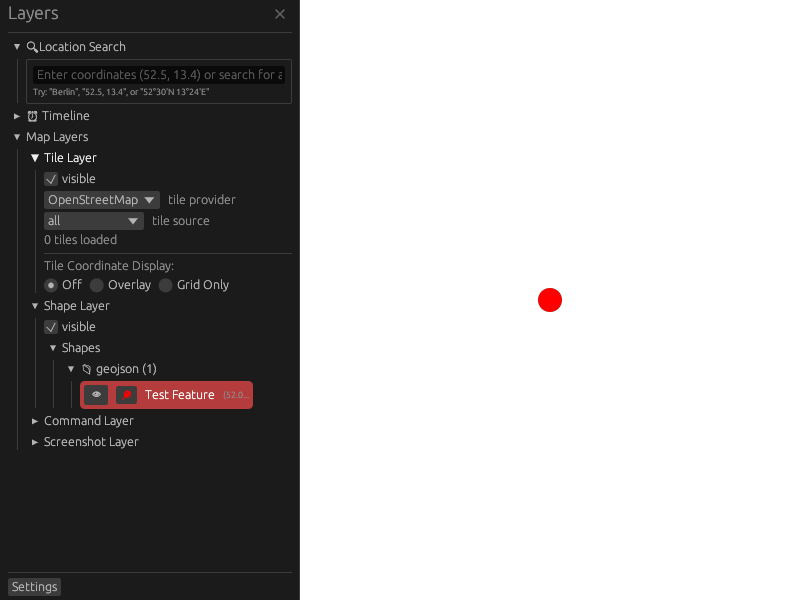 Layers
Location Search
Enter coordinates (52.5, 13.4) or search for a
Try: "Berlin", "52.5, 13.4", or "52°30'N 13°24'E"
Timeline
Map Layers
Tile Layer
visible
OpenStreetMap tile provider
all tile source
0 tiles loaded
Tile Coordinate Display:
Off Overlay Grid Only
Shape Layer
visible
Shapes
geojson (1)
Test Feature (52.0...
Command Layer
Screenshot Layer
Settings